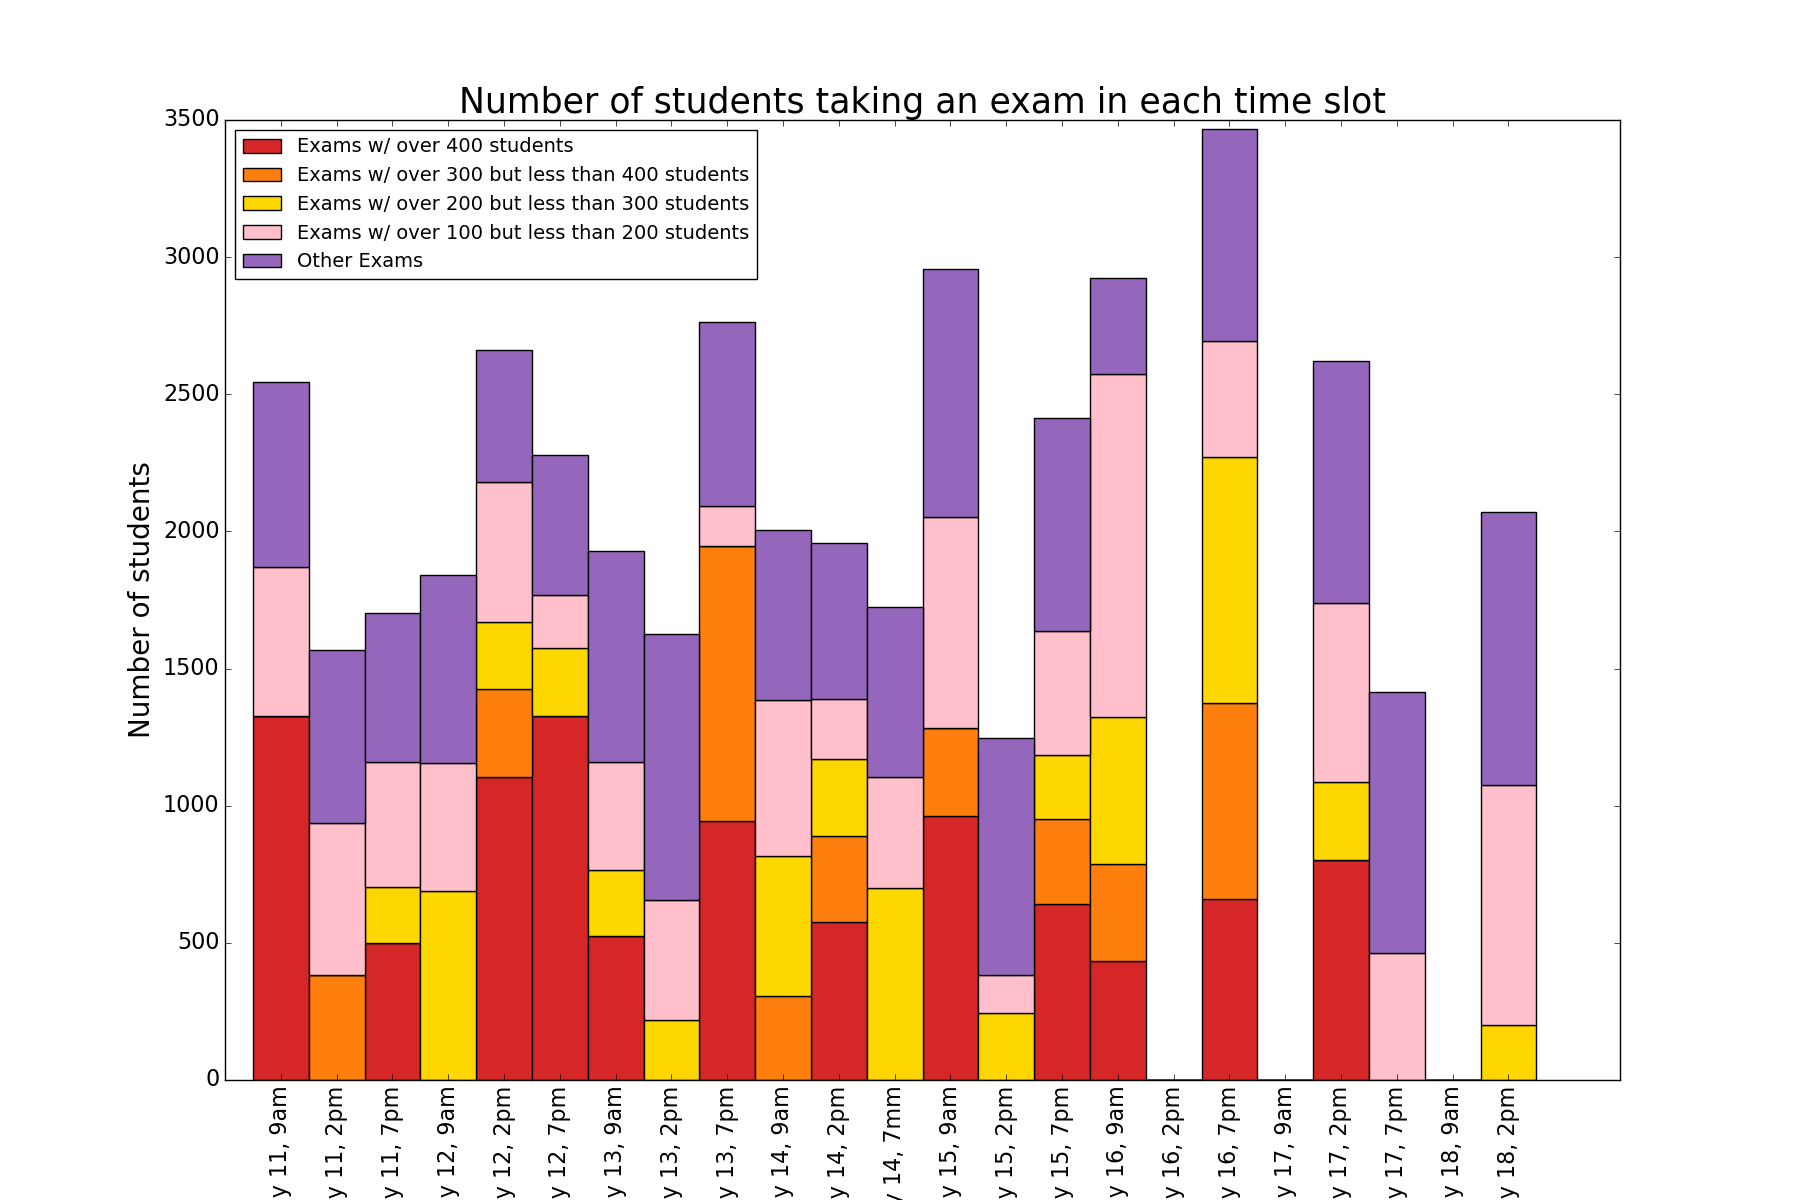 Number of students taking an exam in each time slot
3500
3000
2500
2000
1500
1000
500
0
Number of students
Exams w/ over 400 students
Exams w/ over 300 but less than 400 students
Exams w/ over 200 but less than 300 students
Exams w/ over 100 but less than 200 students
Other Exams
y 11, 9am
y 11, 2pm
y 11, 7pm
y 12, 9am
y 12, 2pm
y 12, 7pm
y 13, 9am
y 13, 2pm
y 13, 7pm
y 14, 9am
y 14, 2pm
y 14, 7mm
y 15, 9am
y 15, 2pm
y 15, 7pm
y 16, 9am
y 16, 2pm
y 16, 7pm
y 17, 9am
y 17, 2pm
y 17, 7pm
y 18, 9am
y 18, 2pm